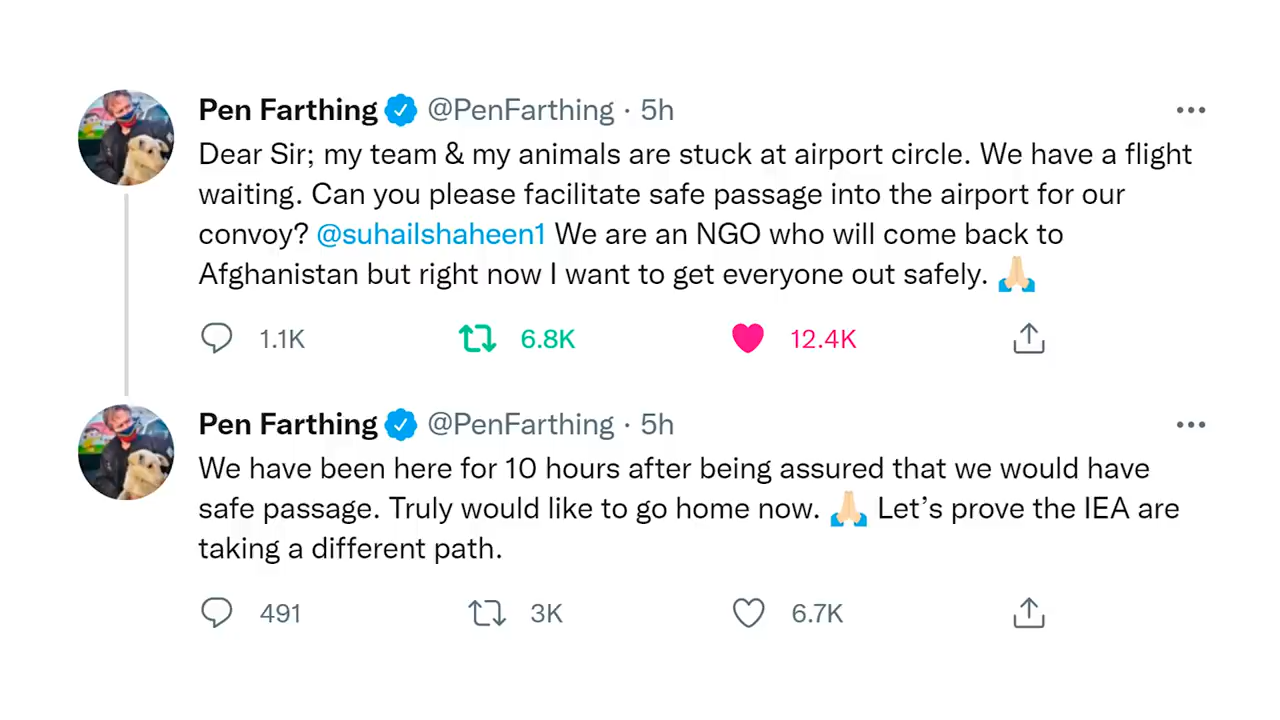 Pen Farthing @PenFarthing · 5h
Dear Sir; my team & my animals are stuck at airport circle. We have a flight
waiting. Can you please facilitate safe passage into the airport for our
convoy? @suhailshaheen1 We are an NGO who will come back to
Afghanistan but right now I want to get everyone out safely. 🙏🏻
1.1K 6.8K 12.4K
Pen Farthing @PenFarthing · 5h
We have been here for 10 hours after being assured that we would have
safe passage. Truly would like to go home now. 🙏🏻 Let’s prove the IEA are
taking a different path.
491 3K 6.7K